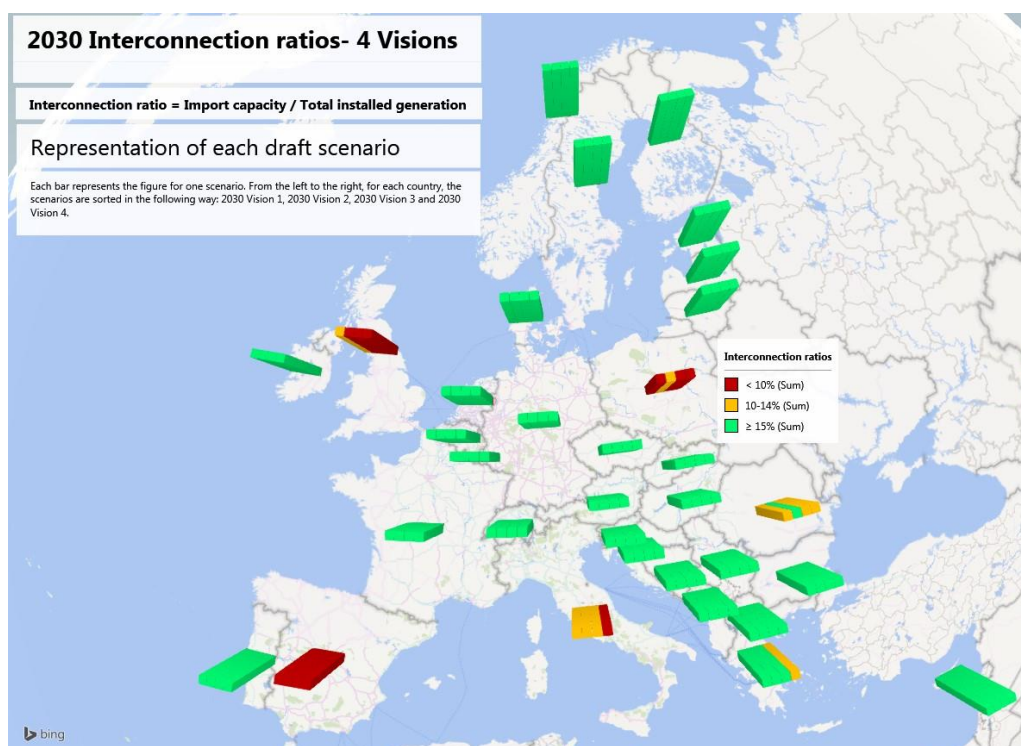 2030 Interconnection ratios- 4 Visions
Interconnection ratio = Import capacity / Total installed generation
Representation of each draft scenario
Each bar represents the figure for one scenario. From the left to the right, for each country, the
scenarios are sorted in the following way: 2030 Vision 1, 2030 Vision 2, 2030 Vision 3 and 2030
Vision 4.
Interconnection ratios
< 10% (Sum)
10-14% (Sum)
≥ 15% (Sum)
bing